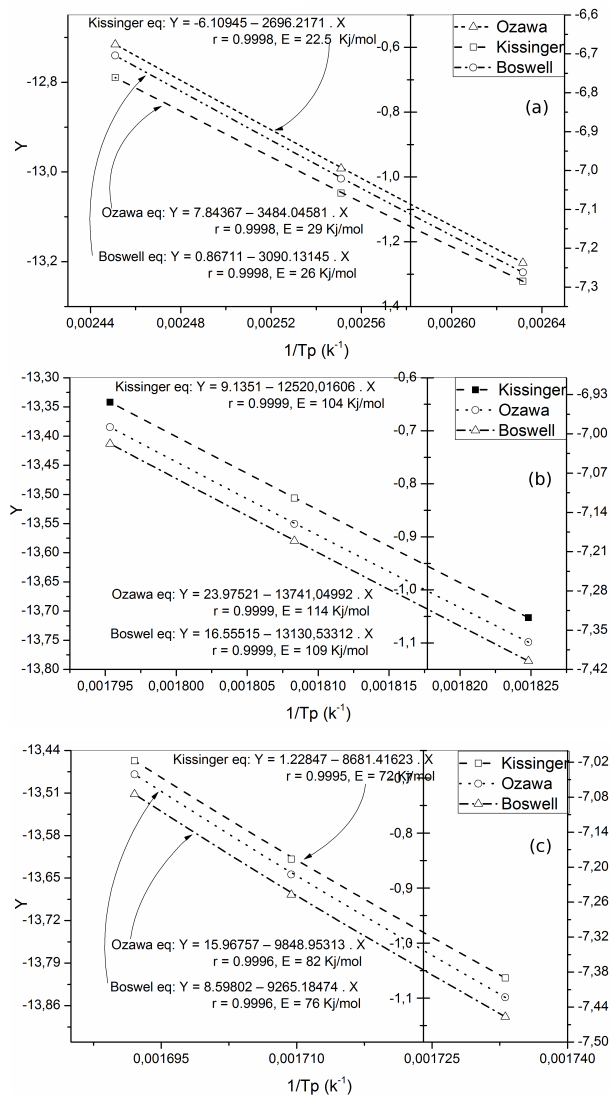 Kissinger eq: Y = -6.10945 – 2696.2171 . X
r = 0.9998, E = 22.5 Kj/mol
Ozawa
Kissinger
Boswell
(a)
Ozawa eq: Y = 7.84367 – 3484.04581 . X
r = 0.9998, E = 29 Kj/mol
Boswell eq: Y = 0.86711 – 3090.13145 . X
r = 0.9998, E = 26 Kj/mol
-12,8
-13,0
-13,2
Y
-0,5
-0,6
-0,8
-0,9
-1,0
-1,2
1,4
-6,6
-6,7
-6,8
-6,9
-7,0
-7,1
-7,2
-7,3
0,00244
0,00248
0,00252
0,00256
0,00260
0,00264
1/Tp (k⁻¹)
Kissinger eq: Y = 9.1351 – 12520,01606 . X
r = 0.9999, E = 104 Kj/mol
Kissinger
Ozawa
Boswell
(b)
Ozawa eq: Y = 23.97521 – 13741,04992 . X
r = 0.9999, E = 114 Kj/mol
Boswel eq: Y = 16.55515 – 13130,53312 . X
r = 0.9999, E = 109 Kj/mol
-13,30
-13,35
-13,40
-13,45
-13,50
-13,55
-13,60
-13,65
-13,70
-13,75
-13,80
Y
-0,6
-0,7
-0,8
-0,9
-1,0
-1,1
-6,93
-7,00
-7,07
-7,14
-7,21
-7,28
-7,35
-7,42
0,001795
0,001800
0,001805
0,001810
0,001815
0,001820
0,001825
1/Tp (k⁻¹)
Kissinger eq: Y = 1.22847 – 8681.41623 . X
r = 0.9995, E = 72 Kj/mol
Kissinger
Ozawa
Boswell
(c)
Ozawa eq: Y = 15.96757 – 9848.95313 . X
r = 0.9996, E = 82 Kj/mol
Boswel eq: Y = 8.59802 – 9265.18474 . X
r = 0.9996, E = 76 Kj/mol
-13,44
-13,51
-13,58
-13,65
-13,72
-13,79
-13,86
Y
-0,7
-0,8
-0,9
-1,0
-1,1
-7,02
-7,08
-7,14
-7,20
-7,26
-7,32
-7,38
-7,44
-7,50
0,001695
0,001710
0,001725
0,001740
1/Tp (k⁻¹)